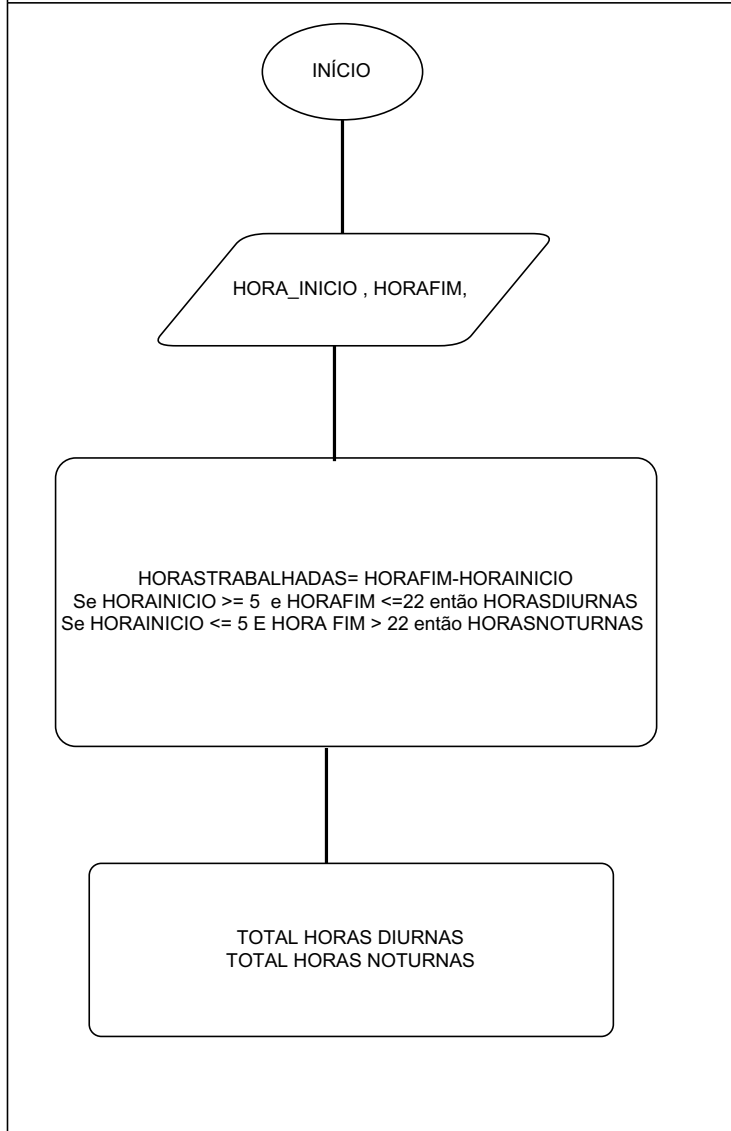 INÍCIO
HORA_INICIO , HORAFIM,
HORASTRABALHADAS= HORAFIM-HORAINICIO
Se HORAINICIO >= 5  e HORAFIM <=22 então HORASDIURNAS
Se HORAINICIO <= 5 E HORA FIM > 22 então HORASNOTURNAS
TOTAL HORAS DIURNAS
TOTAL HORAS NOTURNAS